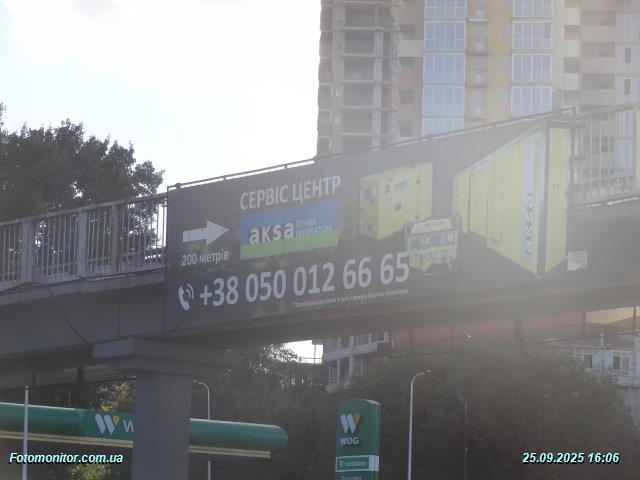 СЕРВІС ЦЕНТР
aksa POWER GENERATION
200 метрів
+38 050 012 66 65
aksa
WOG
Fotomonitor.com.ua
25.09.2025 16:06